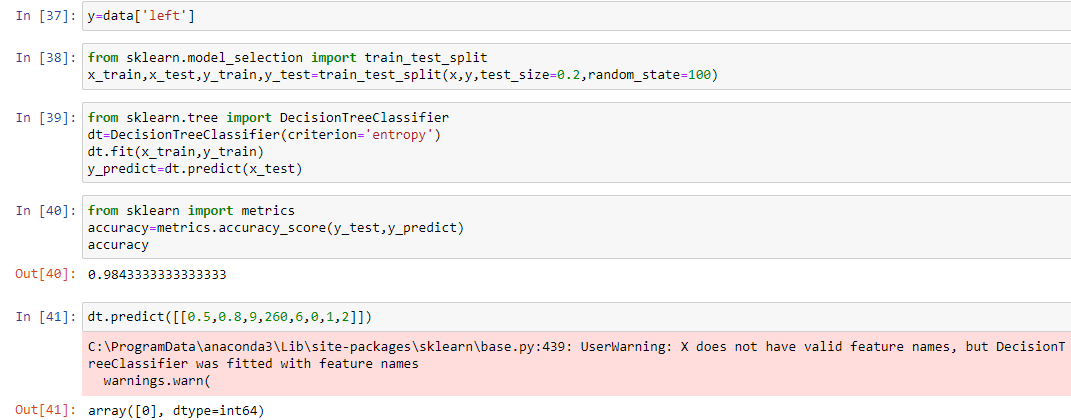 In [37]: y=data['left']
In [38]: from sklearn.model_selection import train_test_split
x_train,x_test,y_train,y_test=train_test_split(x,y,test_size=0.2,random_state=100)
In [39]: from sklearn.tree import DecisionTreeClassifier
dt=DecisionTreeClassifier(criterion='entropy')
dt.fit(x_train,y_train)
y_predict=dt.predict(x_test)
In [40]: from sklearn import metrics
accuracy=metrics.accuracy_score(y_test,y_predict)
accuracy
Out[40]: 0.9843333333333333
In [41]: dt.predict([[0.5,0.8,9,260,6,0,1,2]])
C:\ProgramData\anaconda3\Lib\site-packages\sklearn\base.py:439: UserWarning: X does not have valid feature names, but DecisionT
reeClassifier was fitted with feature names
  warnings.warn(
Out[41]: array([0], dtype=int64)